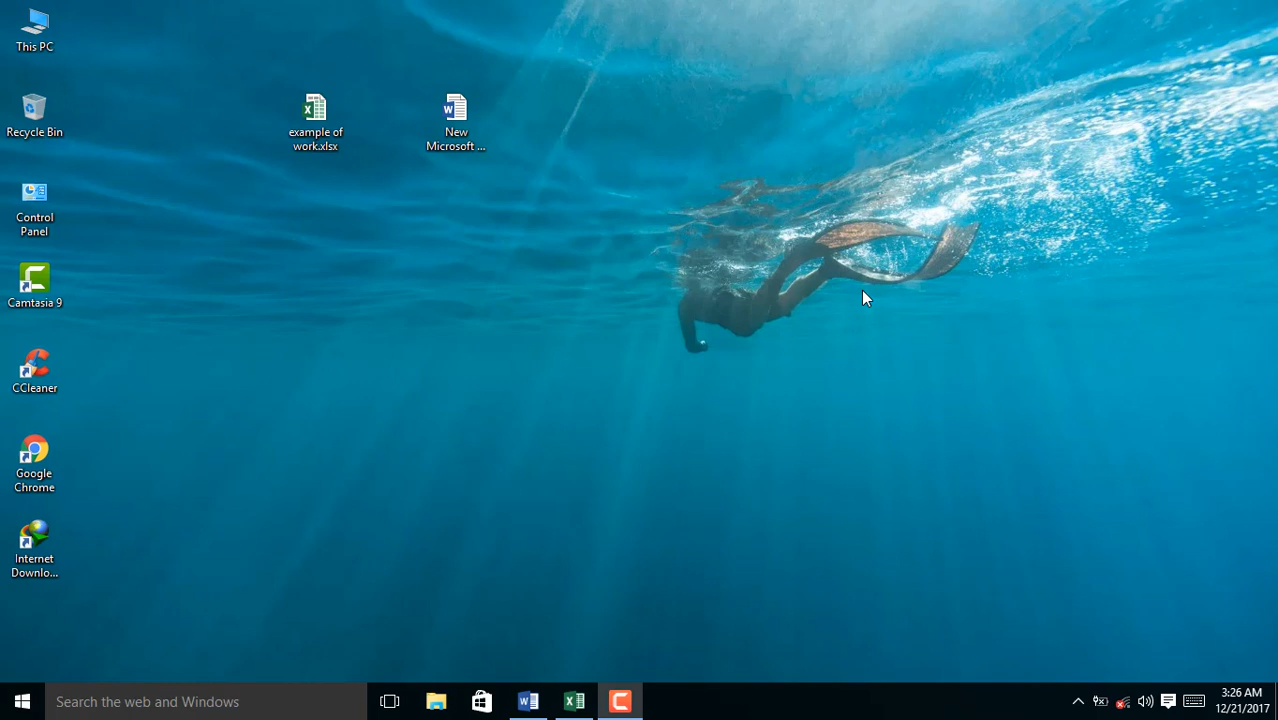 This PC
Recycle Bin
Control
Panel
Camtasia 9
CCleaner
Google
Chrome
Internet
Downlo...
example of
work.xlsx
New
Microsoft ...
Search the web and Windows
3:26 AM
12/21/2017